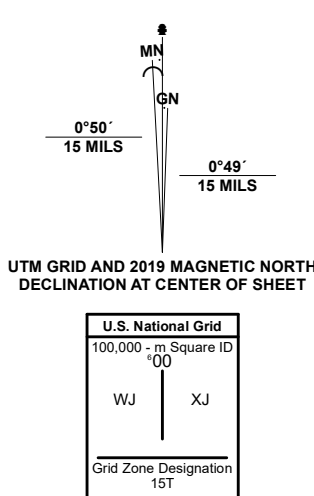 MN
GN
0°50´
15 MILS
0°49´
15 MILS
UTM GRID AND 2019 MAGNETIC NORTH
DECLINATION AT CENTER OF SHEET
U.S. National Grid
100,000 - m Square ID
⁶00
WJ XJ
Grid Zone Designation
15T